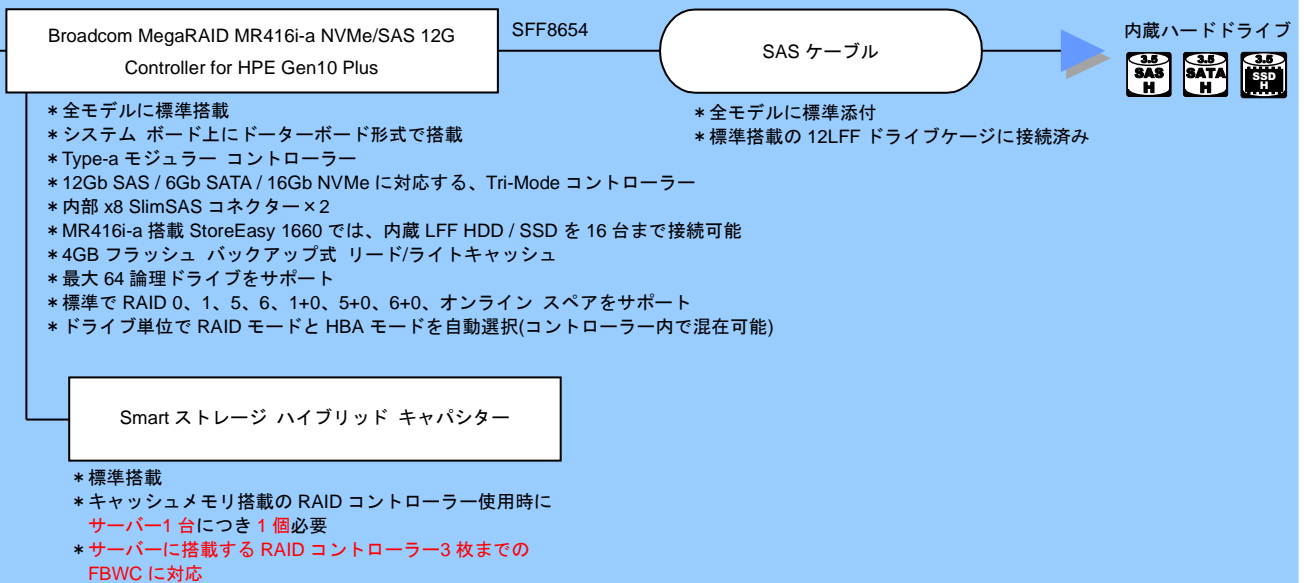 Broadcom MegaRAID MR416i-a NVMe/SAS 12G
Controller for HPE Gen10 Plus
SFF8654
SAS ケーブル
内蔵ハードドライブ
3.5 SAS H
3.5 SATA H
3.5 SSD H
＊全モデルに標準搭載
＊システム ボード上にドーターボード形式で搭載
＊Type-a モジュラー コントローラー
＊12Gb SAS / 6Gb SATA / 16Gb NVMe に対応する、Tri-Mode コントローラー
＊内部 x8 SlimSAS コネクター×2
＊MR416i-a 搭載 StoreEasy 1660 では、内蔵 LFF HDD / SSD を 16 台まで接続可能
＊4GB フラッシュ バックアップ式 リード/ライトキャッシュ
＊最大 64 論理ドライブをサポート
＊標準で RAID 0、1、5、6、1+0、5+0、6+0、オンライン スペアをサポート
＊ドライブ単位で RAID モードと HBA モードを自動選択(コントローラー内で混在可能)
＊全モデルに標準添付
＊標準搭載の 12LFF ドライブケージに接続済み
Smart ストレージ ハイブリッド キャパシター
＊標準搭載
＊キャッシュメモリ搭載の RAID コントローラー使用時に
サーバー1 台につき 1 個必要
＊サーバーに搭載する RAID コントローラー3 枚までの
FBWC に対応